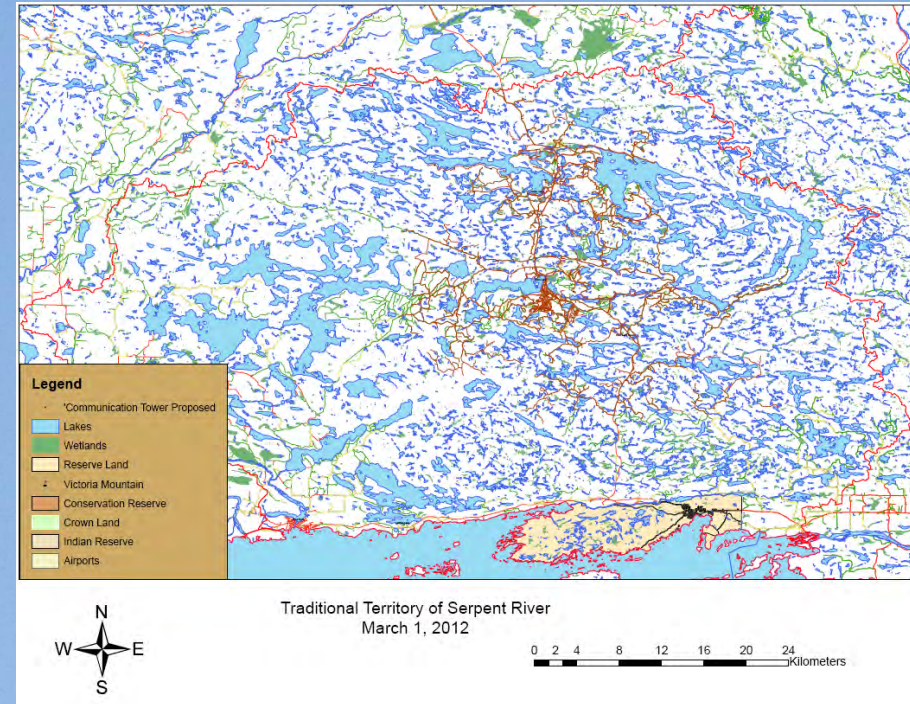 Legend
'Communication Tower Proposed
Lakes
Wetlands
Reserve Land
Victoria Mountain
Conservation Reserve
Crown Land
Indian Reserve
Airports
Traditional Territory of Serpent River
March 1, 2012
N
W E
S
0 2 4 8 12 16 20 24
Kilometers